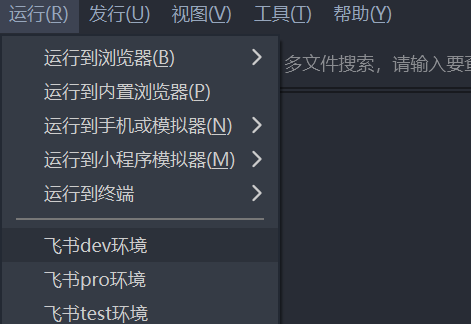 运行(R) 发行(U) 视图(V) 工具(T) 帮助(Y)
运行到浏览器(B)
多文件搜索，请输入要
运行到内置浏览器(P)
运行到手机或模拟器(N)
运行到小程序模拟器(M)
运行到终端
飞书dev环境
飞书pro环境
飞书test环境